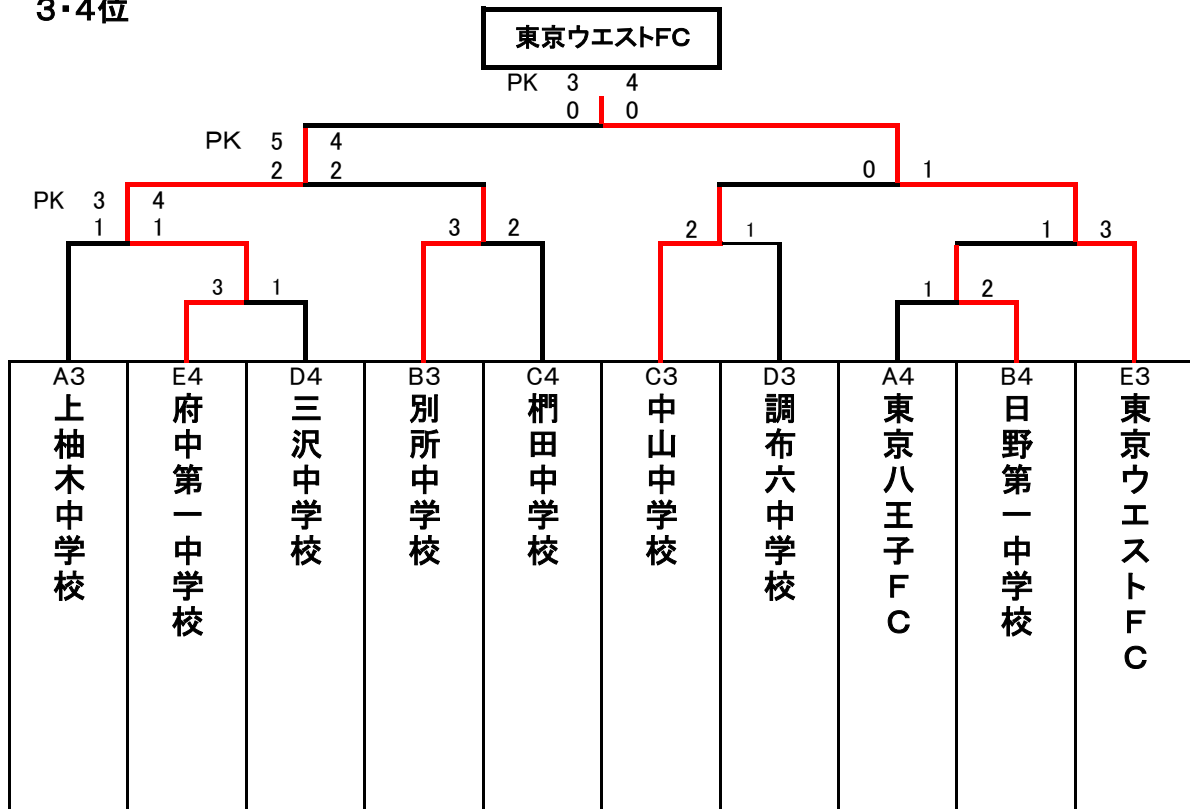 3・4位
東京ウエストFC
PK 3 4
0 0
PK 5 4
2 2
0 1
PK 3 4
1 1
3 2
2 1
1 3
3 1
1 2
A3 E4 D4 B3 C4 C3 D3 A4 B4 E3
上柚木中学校
府中第一中学校
三沢中学校
別所中学校
椚田中学校
中山中学校
調布六中学校
東京八王子FC
日野第一中学校
東京ウエストFC